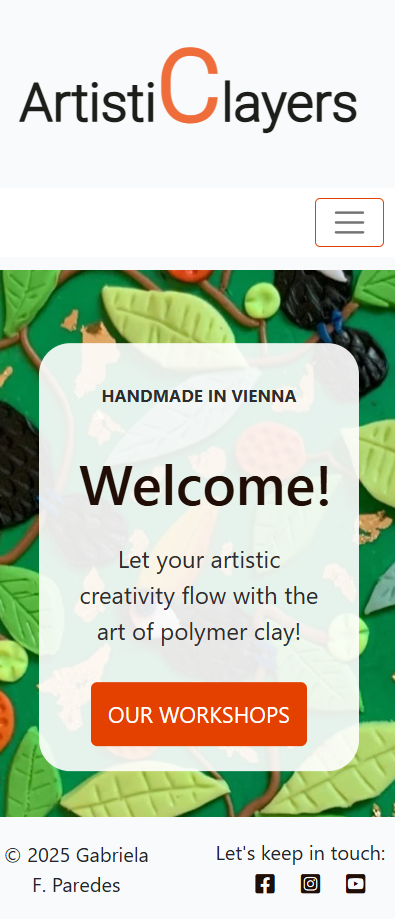 ArtistiClayers
HANDMADE IN VIENNA
Welcome!
Let your artistic
creativity flow with the
art of polymer clay!
OUR WORKSHOPS
© 2025 Gabriela
F. Paredes
Let's keep in touch: